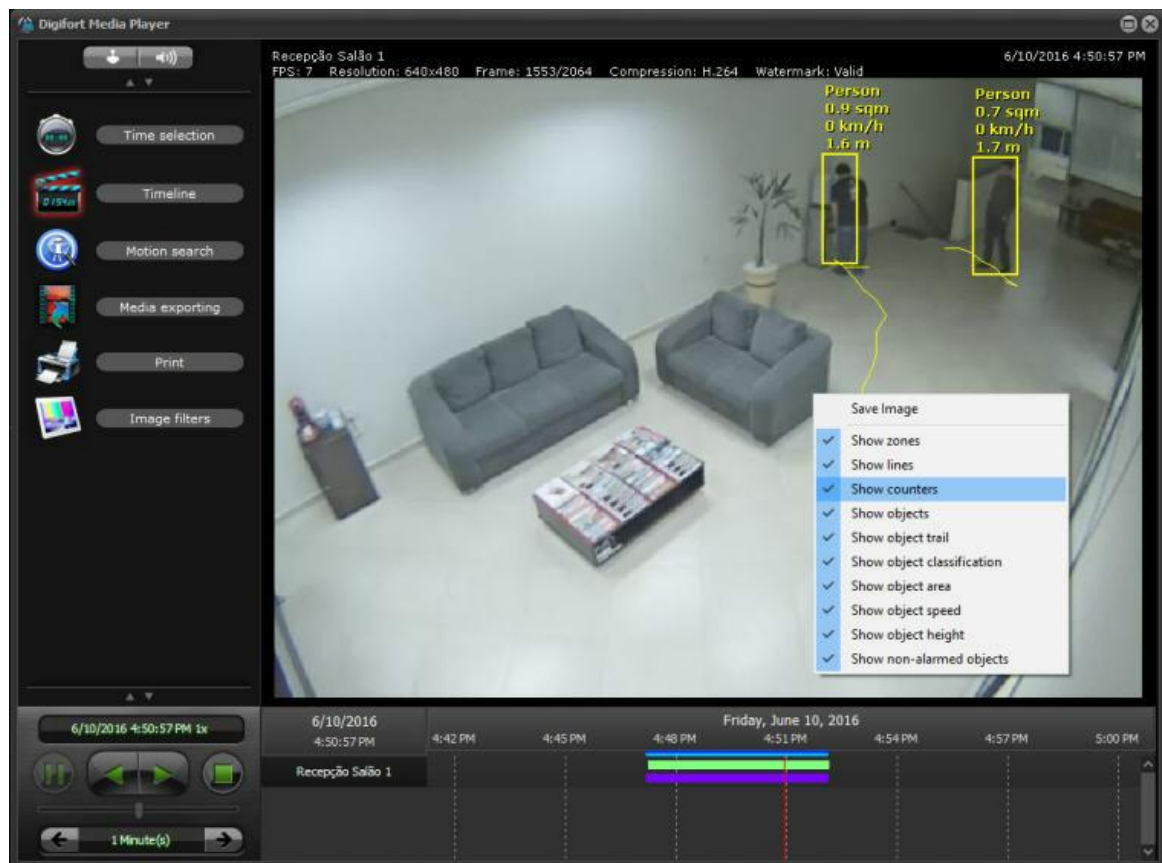 Digifort Media Player
Recepção Salão 1
6/10/2016 4:50:57 PM
FPS: 7 Resolution: 640x480 Frame: 1553/2064 Compression: H.264 Watermark: Valid
Person
0.9 sqm
0 km/h
1.6 m
Person
0.7 sqm
0 km/h
1.7 m
Time selection
Timeline
Motion search
Media exporting
Print
Image filters
Save Image
Show zones
Show lines
Show counters
Show objects
Show object trail
Show object classification
Show object area
Show object speed
Show object height
Show non-alarmed objects
6/10/2016 4:50:57 PM 1x
1 Minute(s)
6/10/2016
4:50:57 PM
Friday, June 10, 2016
4:42 PM 4:45 PM 4:48 PM 4:51 PM 4:54 PM 4:57 PM 5:00 PM
Recepção Salão 1